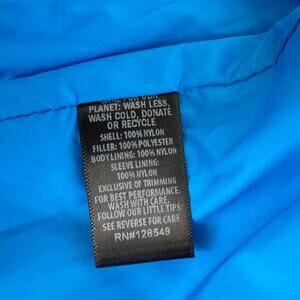 PLANET: WASH LESS,
WASH COLD, DONATE
OR RECYCLE
SHELL: 100% NYLON
FILLER: 100% POLYESTER
BODY LINING: 100% NYLON
SLEEVE LINING:
100% NYLON
EXCLUSIVE OF TRIMMING
FOR BEST PERFORMANCE,
WASH WITH CARE.
FOLLOW OUR LITTLE TIPS:
SEE REVERSE FOR CARE
RN#128549